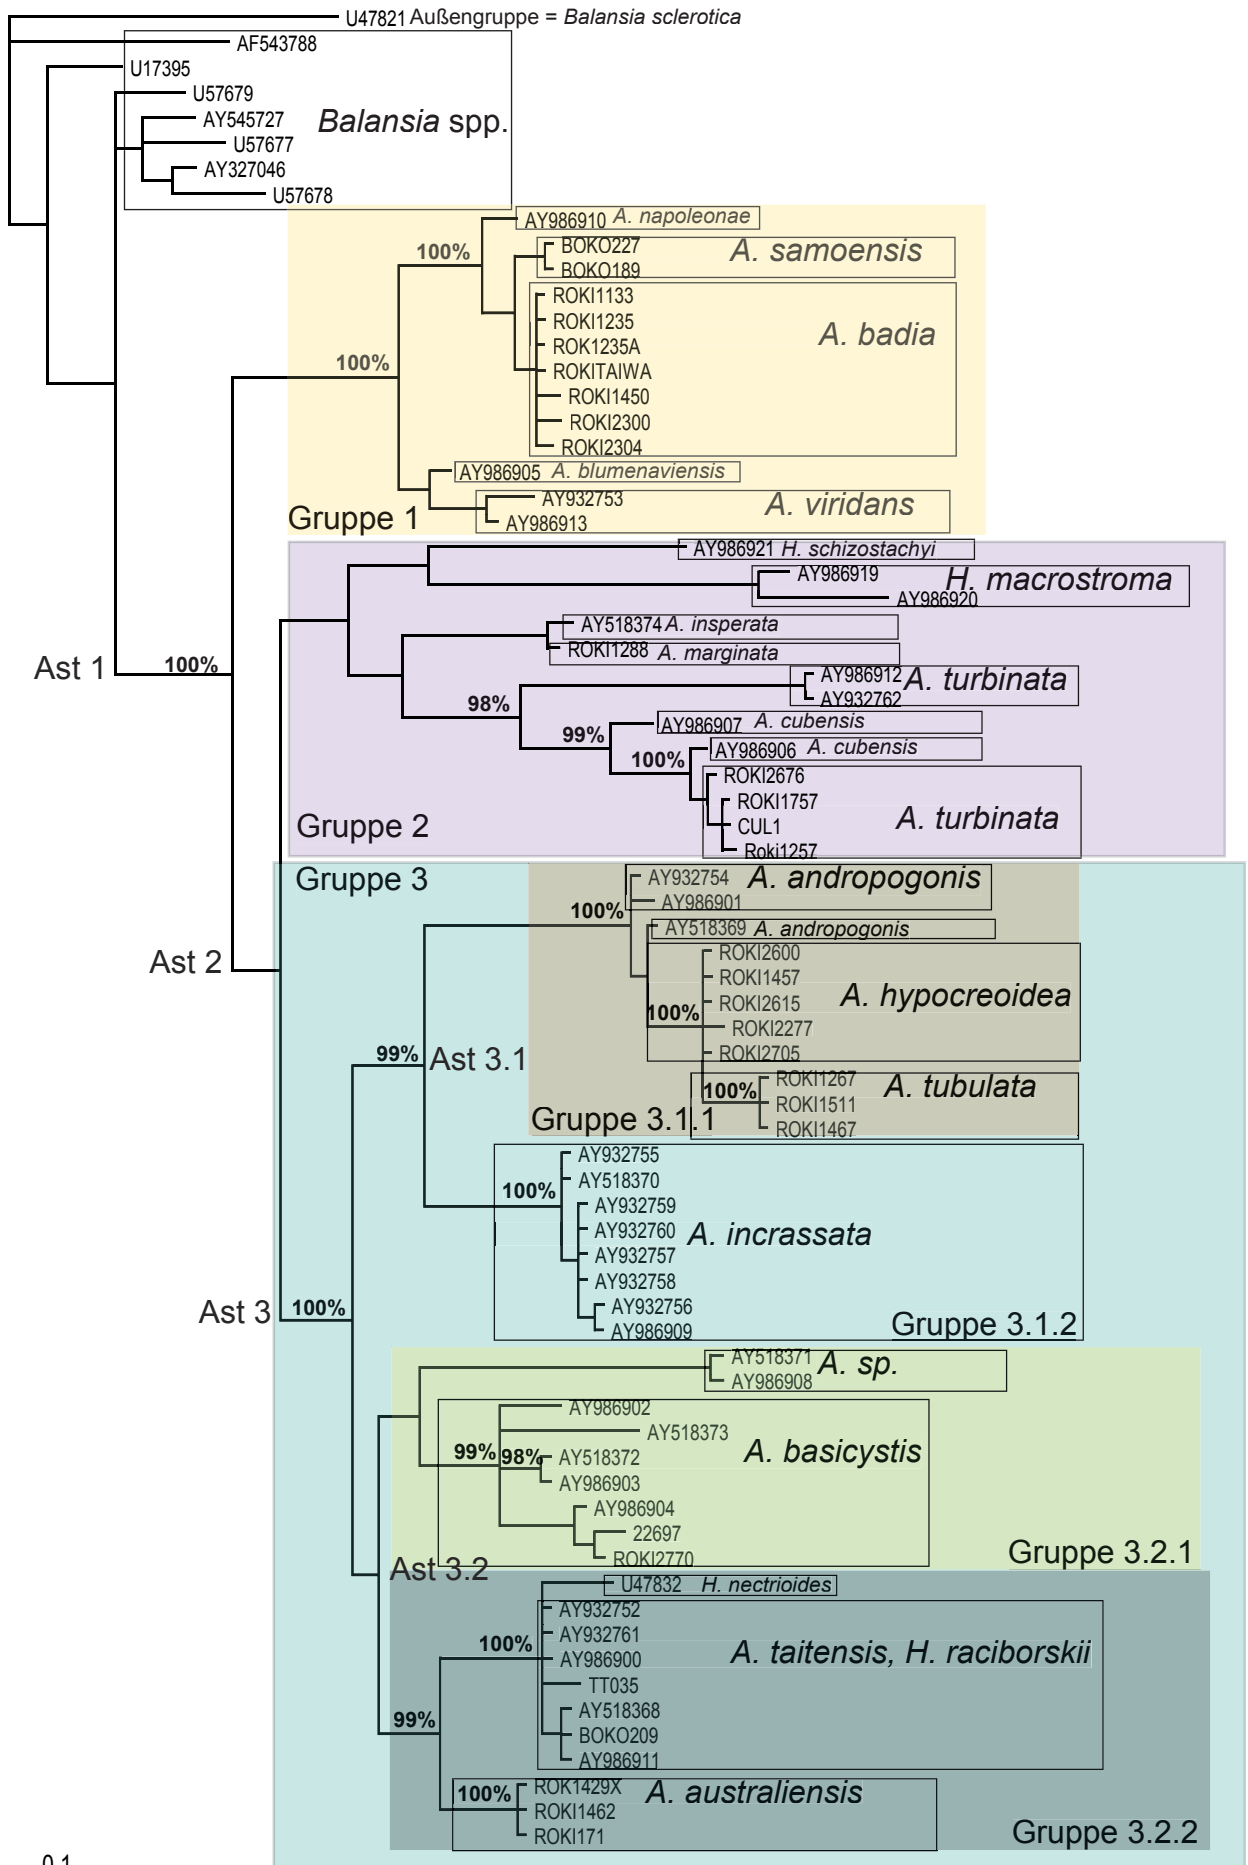 U47821 Außengruppe = Balansia sclerotica
AF543788
U17395
U57679
AY545727
Balansia spp.
U57677
AY327046
U57678
AY986910 A. napoleonae
100%
BOKO227
A. samoensis
BOKO189
ROKI1133
ROKI1235
A. badia
ROK1235A
100%
ROKITAIWA
ROKI1450
ROKI2300
ROKI2304
AY986905 A. blumenaviensis
AY932753
A. viridans
Gruppe 1
AY986913
AY986921 H. schizostachyi
AY986919
H. macrostroma
AY986920
AY518374 A. insperata
ROKI1288 A. marginata
Ast 1
100%
AY986912
A. turbinata
AY932762
98%
AY986907 A. cubensis
99%
AY986906 A. cubensis
100%
ROKI2676
ROKI1757
A. turbinata
CUL1
Gruppe 2
Roki1257
Gruppe 3
AY932754
A. andropogonis
AY986901
100%
AY518369 A. andropogonis
Ast 2
ROKI2600
ROKI1457
A. hypocreoidea
ROKI2615
100%
ROKI2277
ROKI2705
99%
Ast 3.1
ROKI1267
A. tubulata
100%
ROKI1511
Gruppe 3.1.1
ROKI1467
AY932755
AY518370
100%
AY932759
AY932760
A. incrassata
AY932757
AY932758
AY932756
Ast 3
100%
AY986909
Gruppe 3.1.2
AY518371
A. sp.
AY986908
AY986902
AY518373
99%
98%
AY518372
A. basicystis
AY986903
AY986904
22697
ROKI2770
Gruppe 3.2.1
Ast 3.2
U47832 H. nectrioides
AY932752
AY932761
100%
AY986900
A. taitensis, H. raciborskii
TT035
AY518368
99%
BOKO209
AY986911
ROK1429X
A. australiensis
100%
ROKI1462
ROKI171
Gruppe 3.2.2
0.1